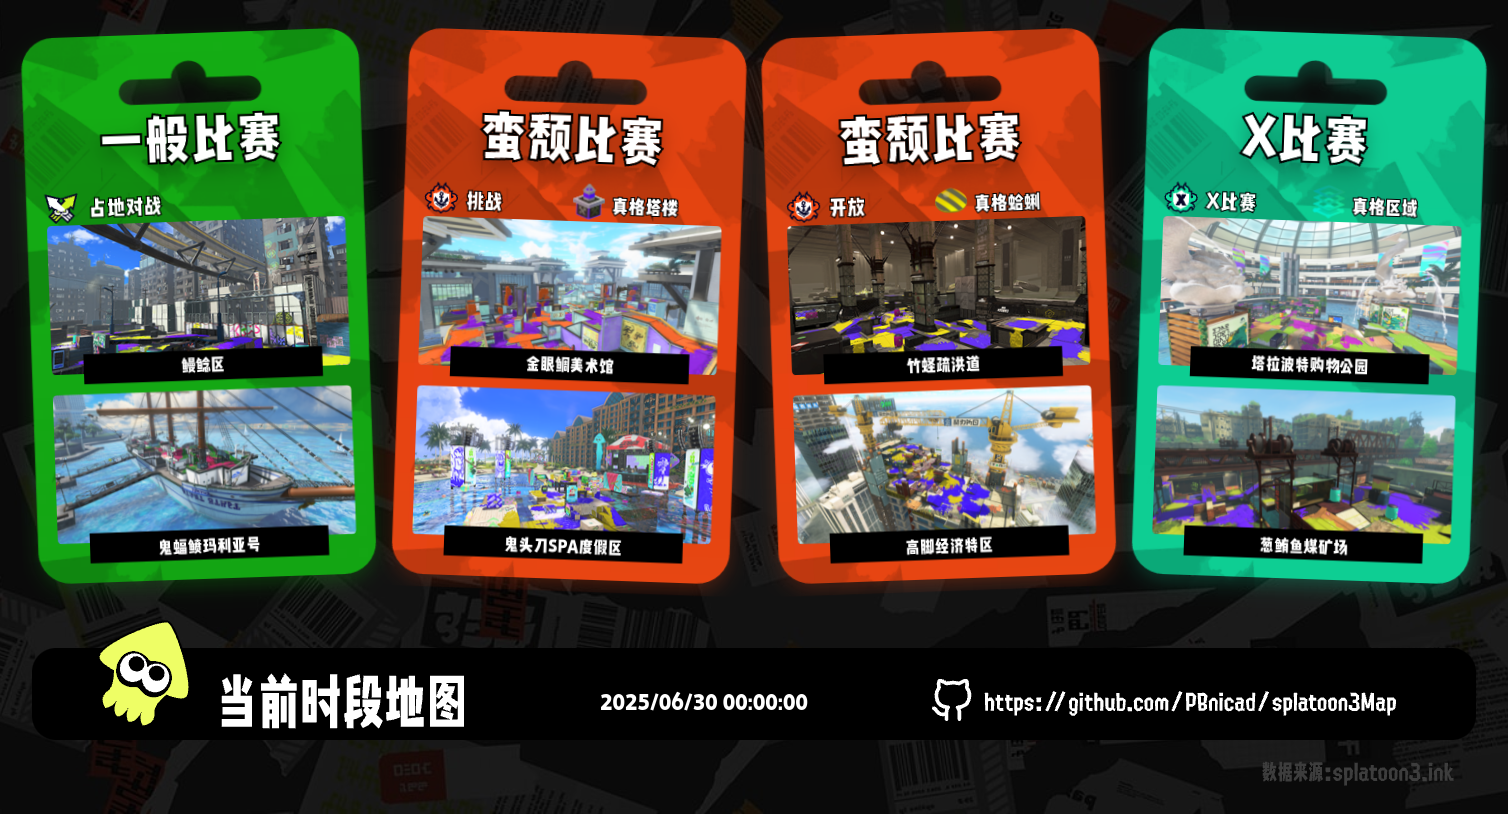 一般比赛
占地对战
鳗鲶区
鬼蝠鲼玛利亚号
蛮颓比赛
挑战
真格塔楼
金眼鲷美术馆
鬼头刀SPA度假区
蛮颓比赛
开放
真格蛤蜊
竹蛏疏洪道
高脚经济特区
X比赛
X比赛
真格区域
塔拉波特购物公园
葱鲔鱼煤矿场
当前时段地图
2025/06/30 00:00:00
https://github.com/PBnicad/splatoon3Map
数据来源:splatoon3.ink